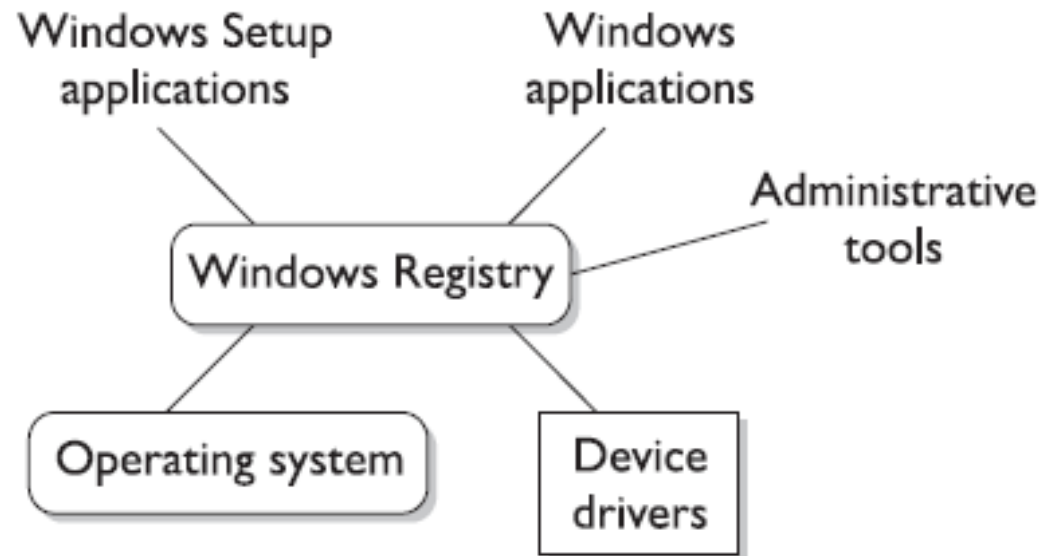 Windows Setup
applications
Windows
applications
Administrative
tools
Windows Registry
Operating system
Device
drivers